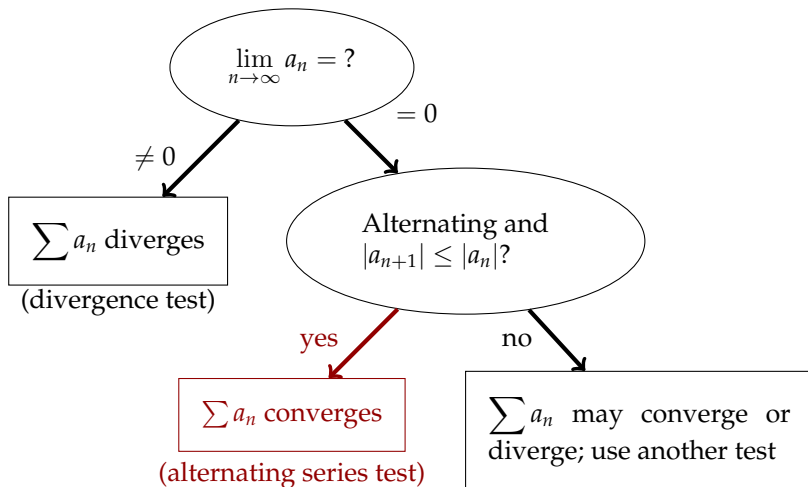 lim a_n = ?
n→∞
= 0
≠ 0
Alternating and
|a_{n+1}| ≤ |a_n|?
∑ a_n diverges
(divergence test)
yes
no
∑ a_n converges
(alternating series test)
∑ a_n may converge or
diverge; use another test